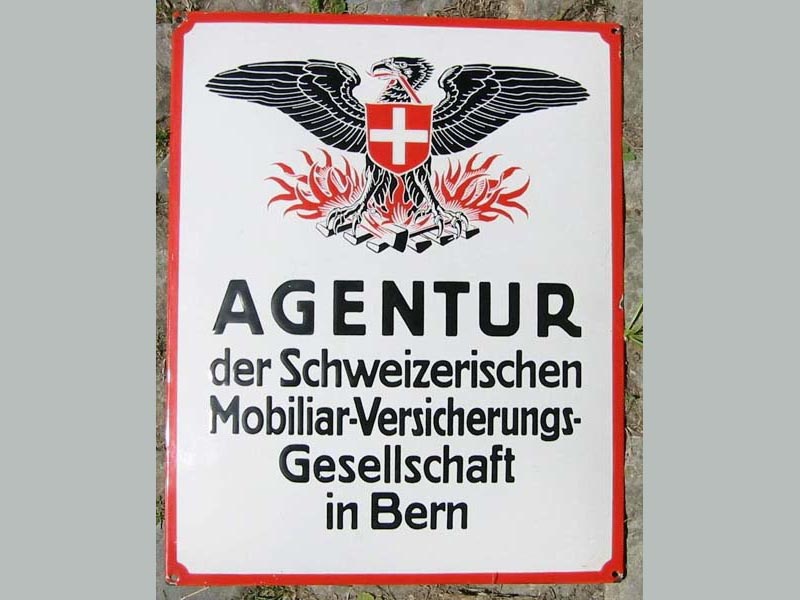 AGENTUR
der Schweizerischen
Mobiliar-Versicherungs-
Gesellschaft
in Bern